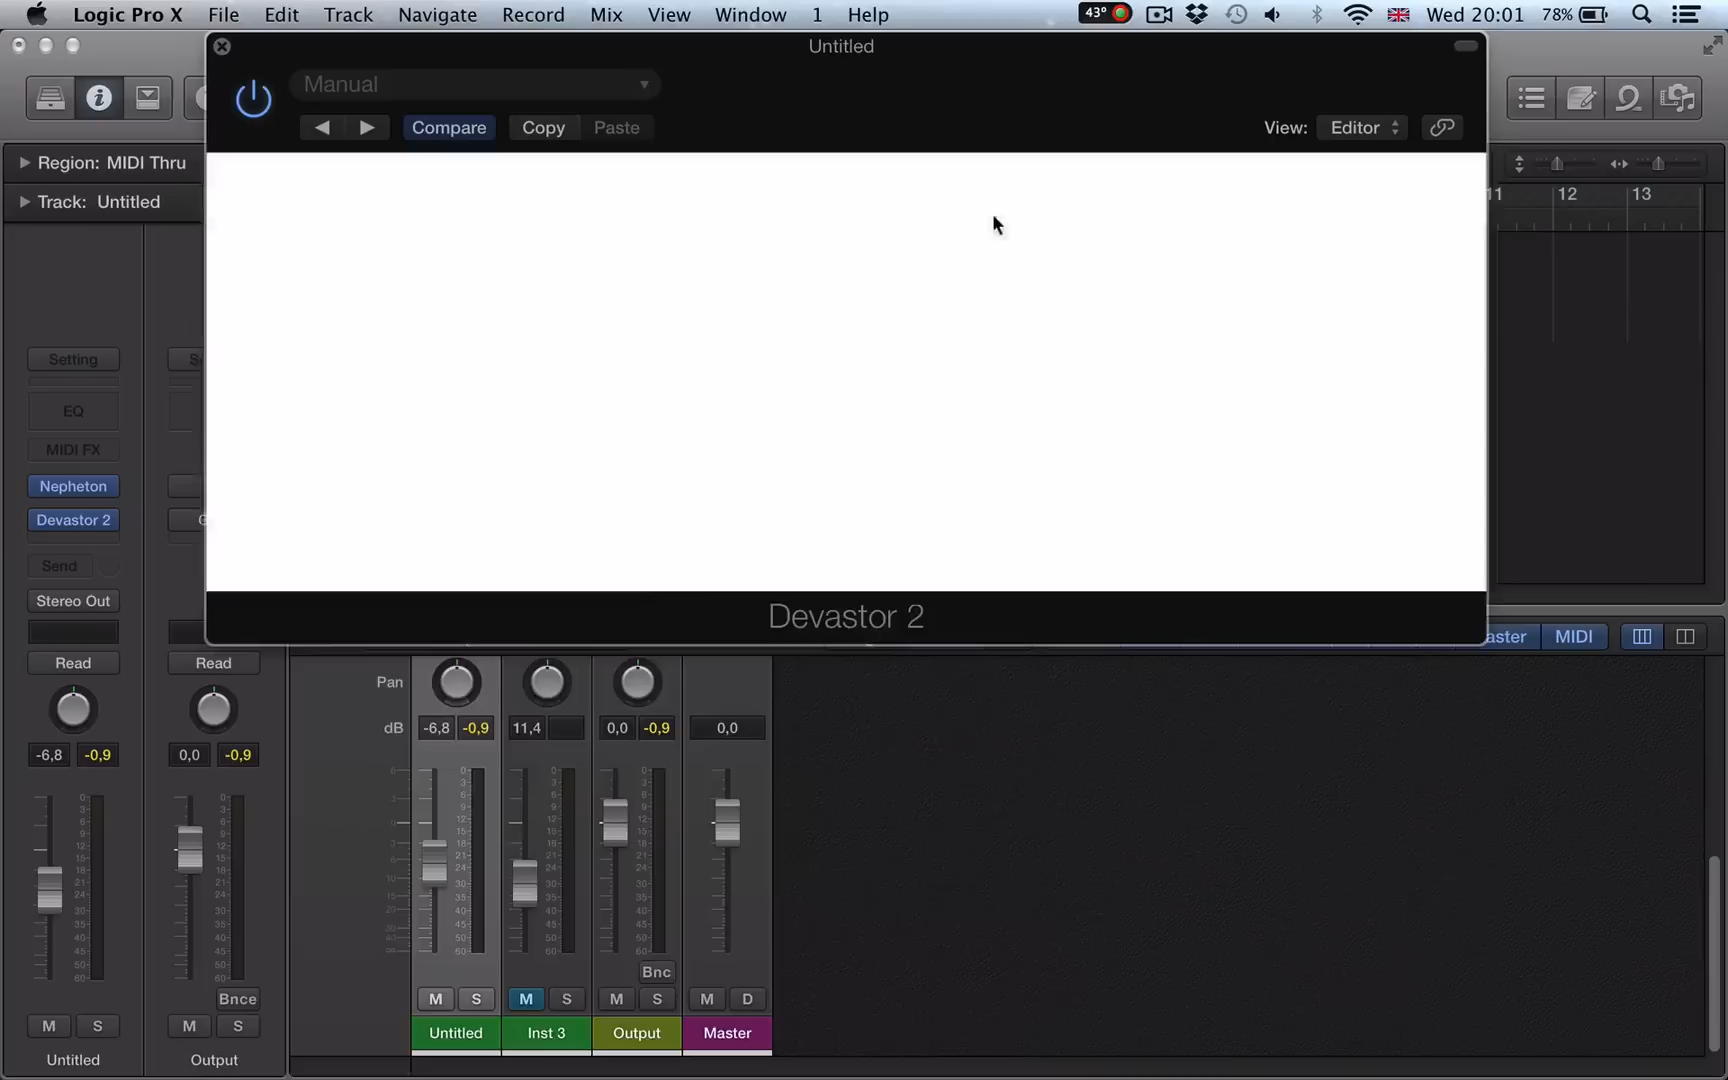 Logic Pro X File Edit Track Navigate Record Mix View Window 1 Help 43° Wed 20:01 78%
Untitled
Manual
Compare Copy Paste View: Editor
Region: MIDI Thru
Track: Untitled
11 12 13
Setting
EQ
MIDI FX
Nepheton
Devastor 2
Send
Stereo Out
Devastor 2
aster MIDI
Read Read
Pan
dB -6,8 -0,9 11,4 0,0 -0,9 0,0
-6,8 -0,9 0,0 -0,9
Bnc
Bnce
M S M S M S M D
M S M S
Untitled Inst 3 Output Master
Untitled Output